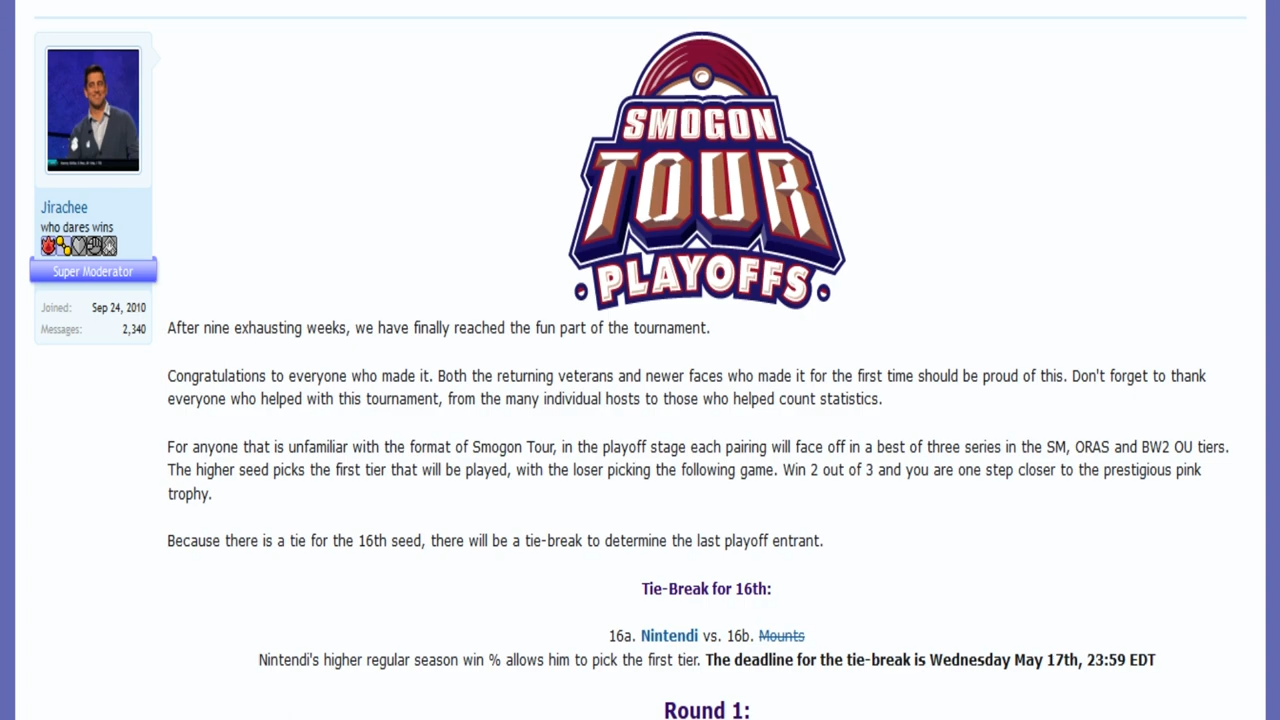 SMOGON
TOUR
PLAYOFFS
Jirachee
who dares wins
Super Moderator
Joined: Sep 24, 2010
Messages: 2,340
After nine exhausting weeks, we have finally reached the fun part of the tournament.
Congratulations to everyone who made it. Both the returning veterans and newer faces who made it for the first time should be proud of this. Don't forget to thank
everyone who helped with this tournament, from the many individual hosts to those who helped count statistics.
For anyone that is unfamiliar with the format of Smogon Tour, in the playoff stage each pairing will face off in a best of three series in the SM, ORAS and BW2 OU tiers.
The higher seed picks the first tier that will be played, with the loser picking the following game. Win 2 out of 3 and you are one step closer to the prestigious pink
trophy.
Because there is a tie for the 16th seed, there will be a tie-break to determine the last playoff entrant.
Tie-Break for 16th:
16a. Nintendi vs. 16b. Mounts
Nintendi's higher regular season win % allows him to pick the first tier. The deadline for the tie-break is Wednesday May 17th, 23:59 EDT
Round 1: